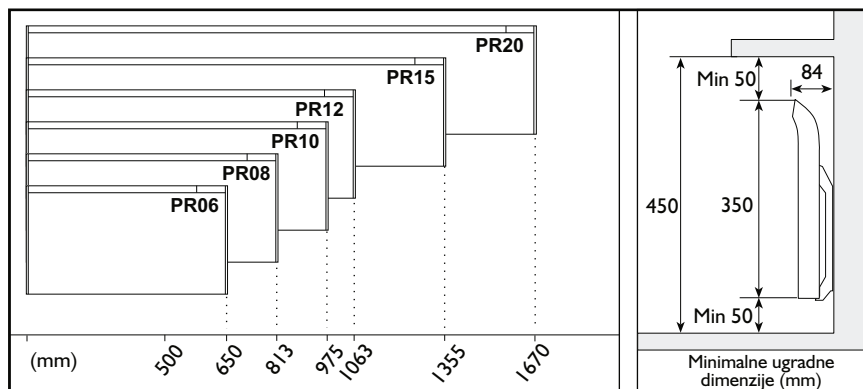 PR20
PR15
PR12
PR10
PR08
PR06
(mm)
500
650
813
975
1063
1355
1670
Min 50
84
450
350
Min 50
Minimalne ugradne
dimenzije (mm)